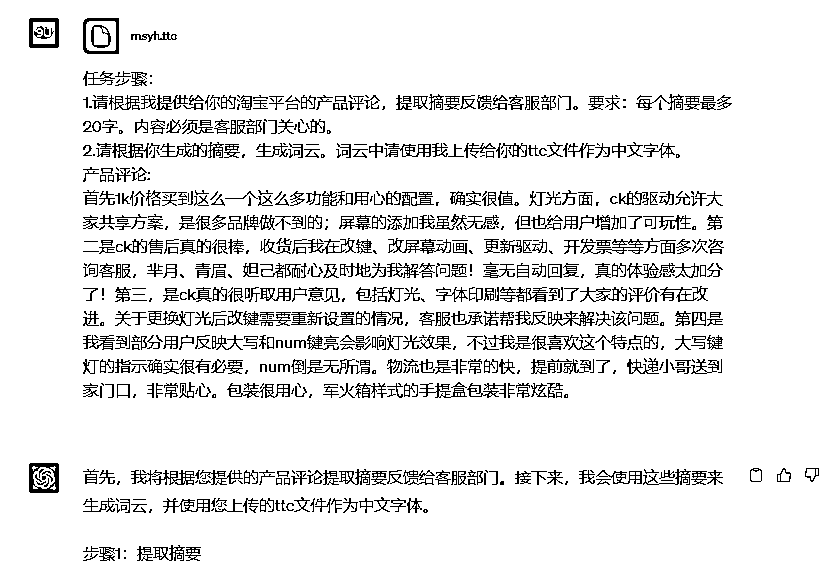 msyh.ttc
任务步骤：
1.请根据我提供给你的淘宝平台的产品评论，提取摘要反馈给客服部门。要求：每个摘要最多
20字。内容必须是客服部门关心的。
2.请根据你生成的摘要，生成词云。词云中请使用我上传给你的ttc文件作为中文字体。
产品评论：
首先1k价格买到这么一个这么多功能和用心的配置，确实很值。灯光方面，ck的驱动允许大
家共享方案，是很多品牌做不到的；屏幕的添加我虽然无感，但也给用户增加了可玩性。第
二是ck的售后真的很棒，收货后我在改键、改屏幕动画、更新驱动、开发票等等方面多次咨
询客服，芈月、青眉、妲己都耐心及时地为我解答问题！毫无自动回复，真的体验感太加分
了！第三，是ck真的很听取用户意见，包括灯光、字体印刷等都看到了大家的评价有在改
进。关于更换灯光后改键需要重新设置的情况，客服也承诺帮我反映来解决该问题。第四是
我看到部分用户反映大写和num键亮会影响灯光效果，不过我是很喜欢这个特点的，大写键
灯的指示确实很有必要，num倒是无所谓。物流也是非常的快，提前就到了，快递小哥送到
家门口，非常贴心。包装很用心，军火箱样式的手提盒包装非常炫酷。
首先，我将根据您提供的产品评论提取摘要反馈给客服部门。接下来，我会使用这些摘要来
生成词云，并使用您上传的ttc文件作为中文字体。
步骤1：提取摘要